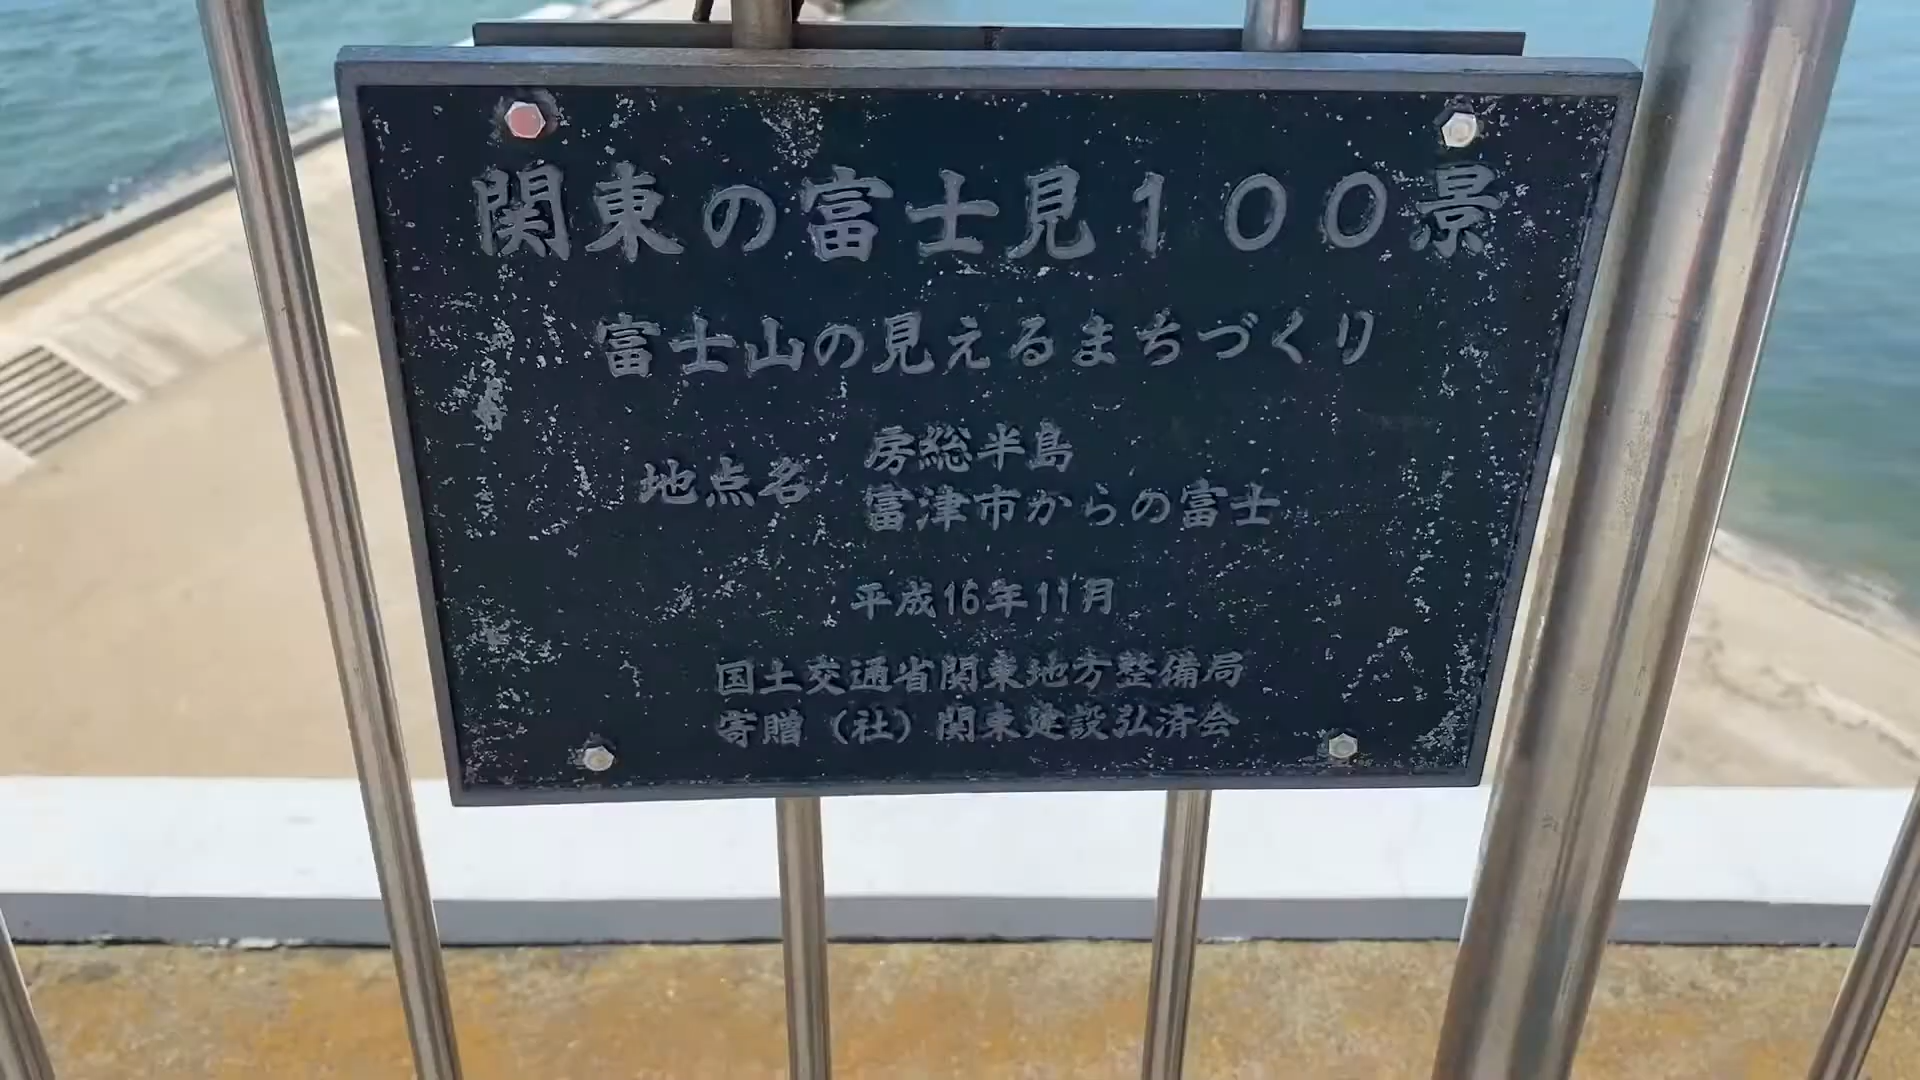 関東の富士見１００景
富士山の見えるまちづくり
地点名
房総半島
富津市からの富士
平成16年11月
国土交通省関東地方整備局
寄贈（社）関東建設弘済会